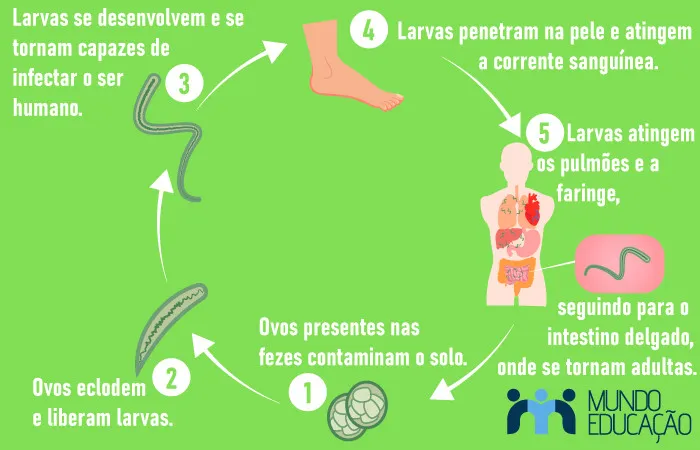 Larvas se desenvolvem e se
tornam capazes de
infectar o ser
humano.
3
4
Larvas penetram na pele e atingem
a corrente sanguínea.
5
Larvas atingem
os pulmões e a
faringe,
seguindo para o
intestino delgado,
onde se tornam adultas.
Ovos presentes nas
fezes contaminam o solo.
1
2
Ovos eclodem
e liberam larvas.
MUNDO
EDUCAÇÃO